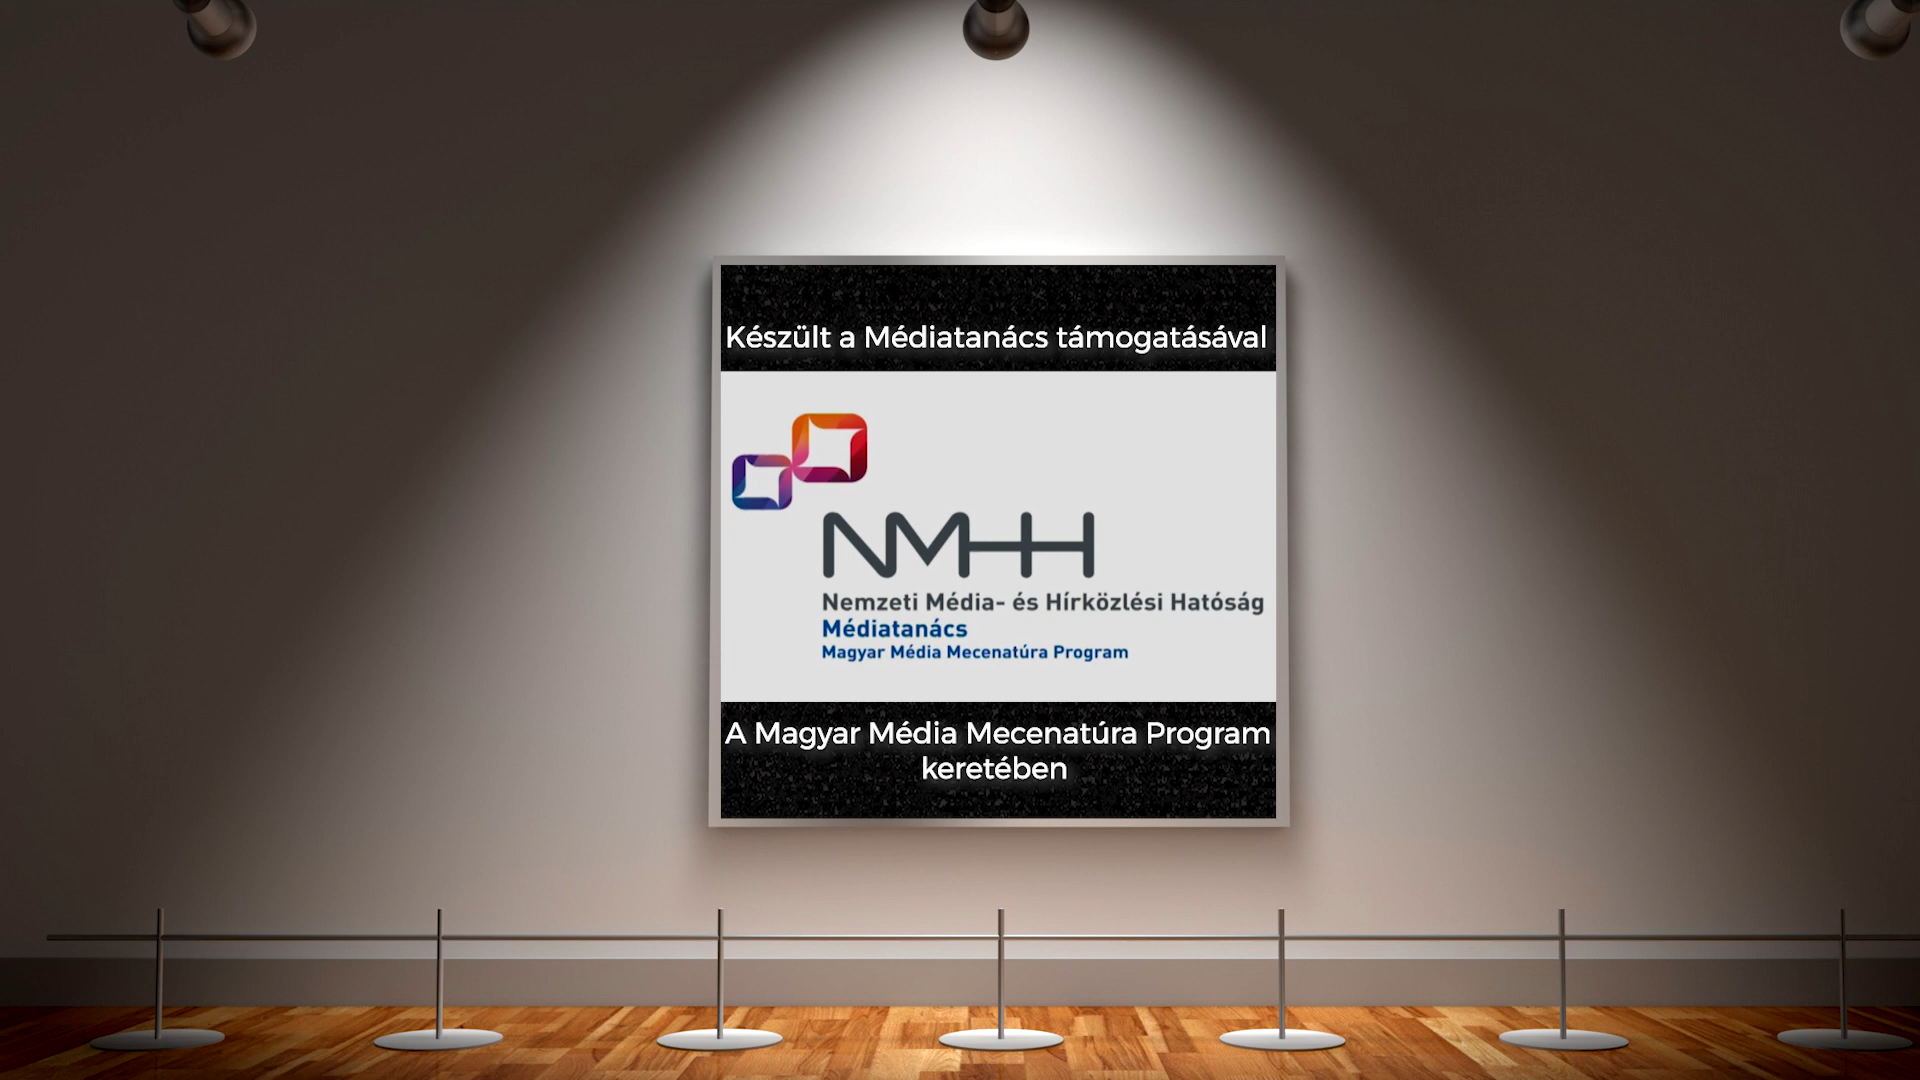 Készült a Médiatanács támogatásával
NMHH
Nemzeti Média- és Hírközlési Hatóság
Médiatanács
Magyar Média Mecenatúra Program
A Magyar Média Mecenatúra Program
keretében